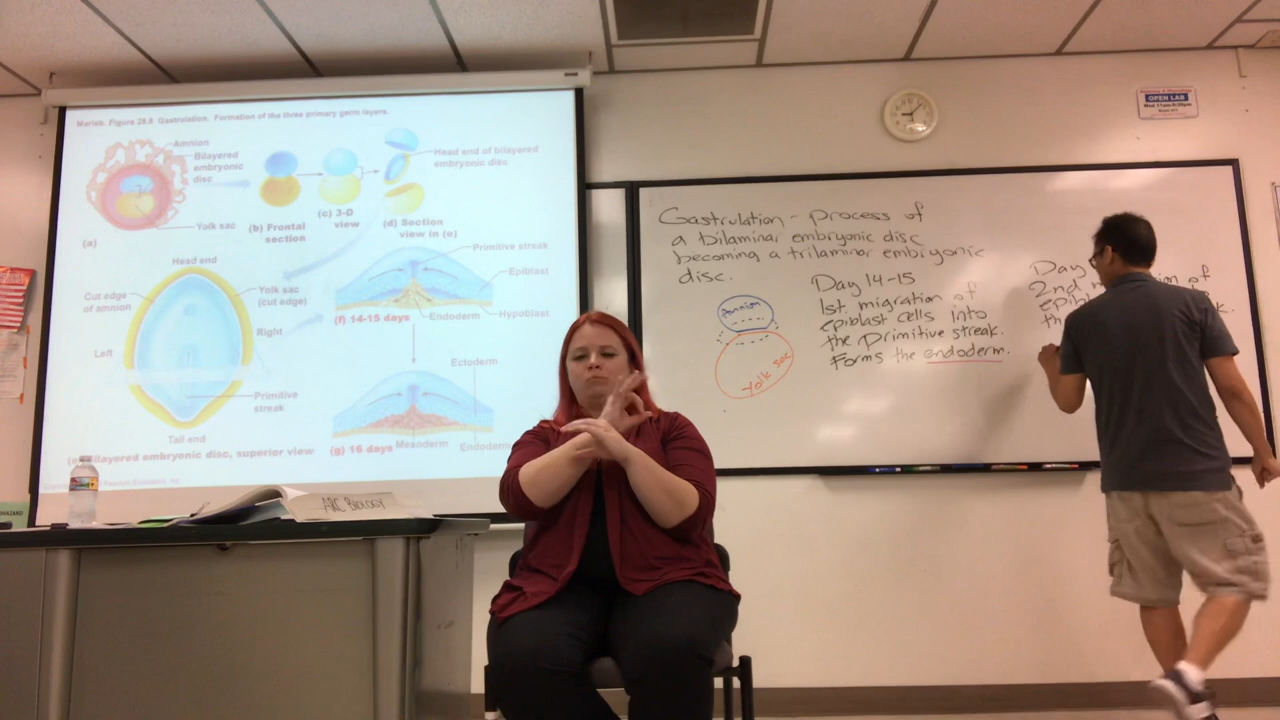 Marieb. Figure 28.8 Gastrulation. Formation of the three primary germ layers.
Amnion
Bilayered
embryonic
disc
Yolk sac
(a)
(b) Frontal
section
(c) 3-D
view
Head end of bilayered
embryonic disc
(d) Section
view in (e)
Head end
Cut edge
of amnion
Yolk sac
(cut edge)
Left
Right
Primitive
streak
Tail end
ilayered embryonic disc, superior view
Primitive streak
Epiblast
Hypoblast
Endoderm
(f) 14-15 days
Ectoderm
(g) 16 days
Mesoderm
Endoderm
ARC BIOLOGY
OPEN LAB
Gastrulation - process of
a bilaminar embryonic disc
becoming a trilaminar embryonic
disc.
Amnion
Yolk sac
Day 14-15
1st. migration of
epiblast cells into
the primitive streak.
Forms the endoderm.
Day
2nd m of
epibl
th k.